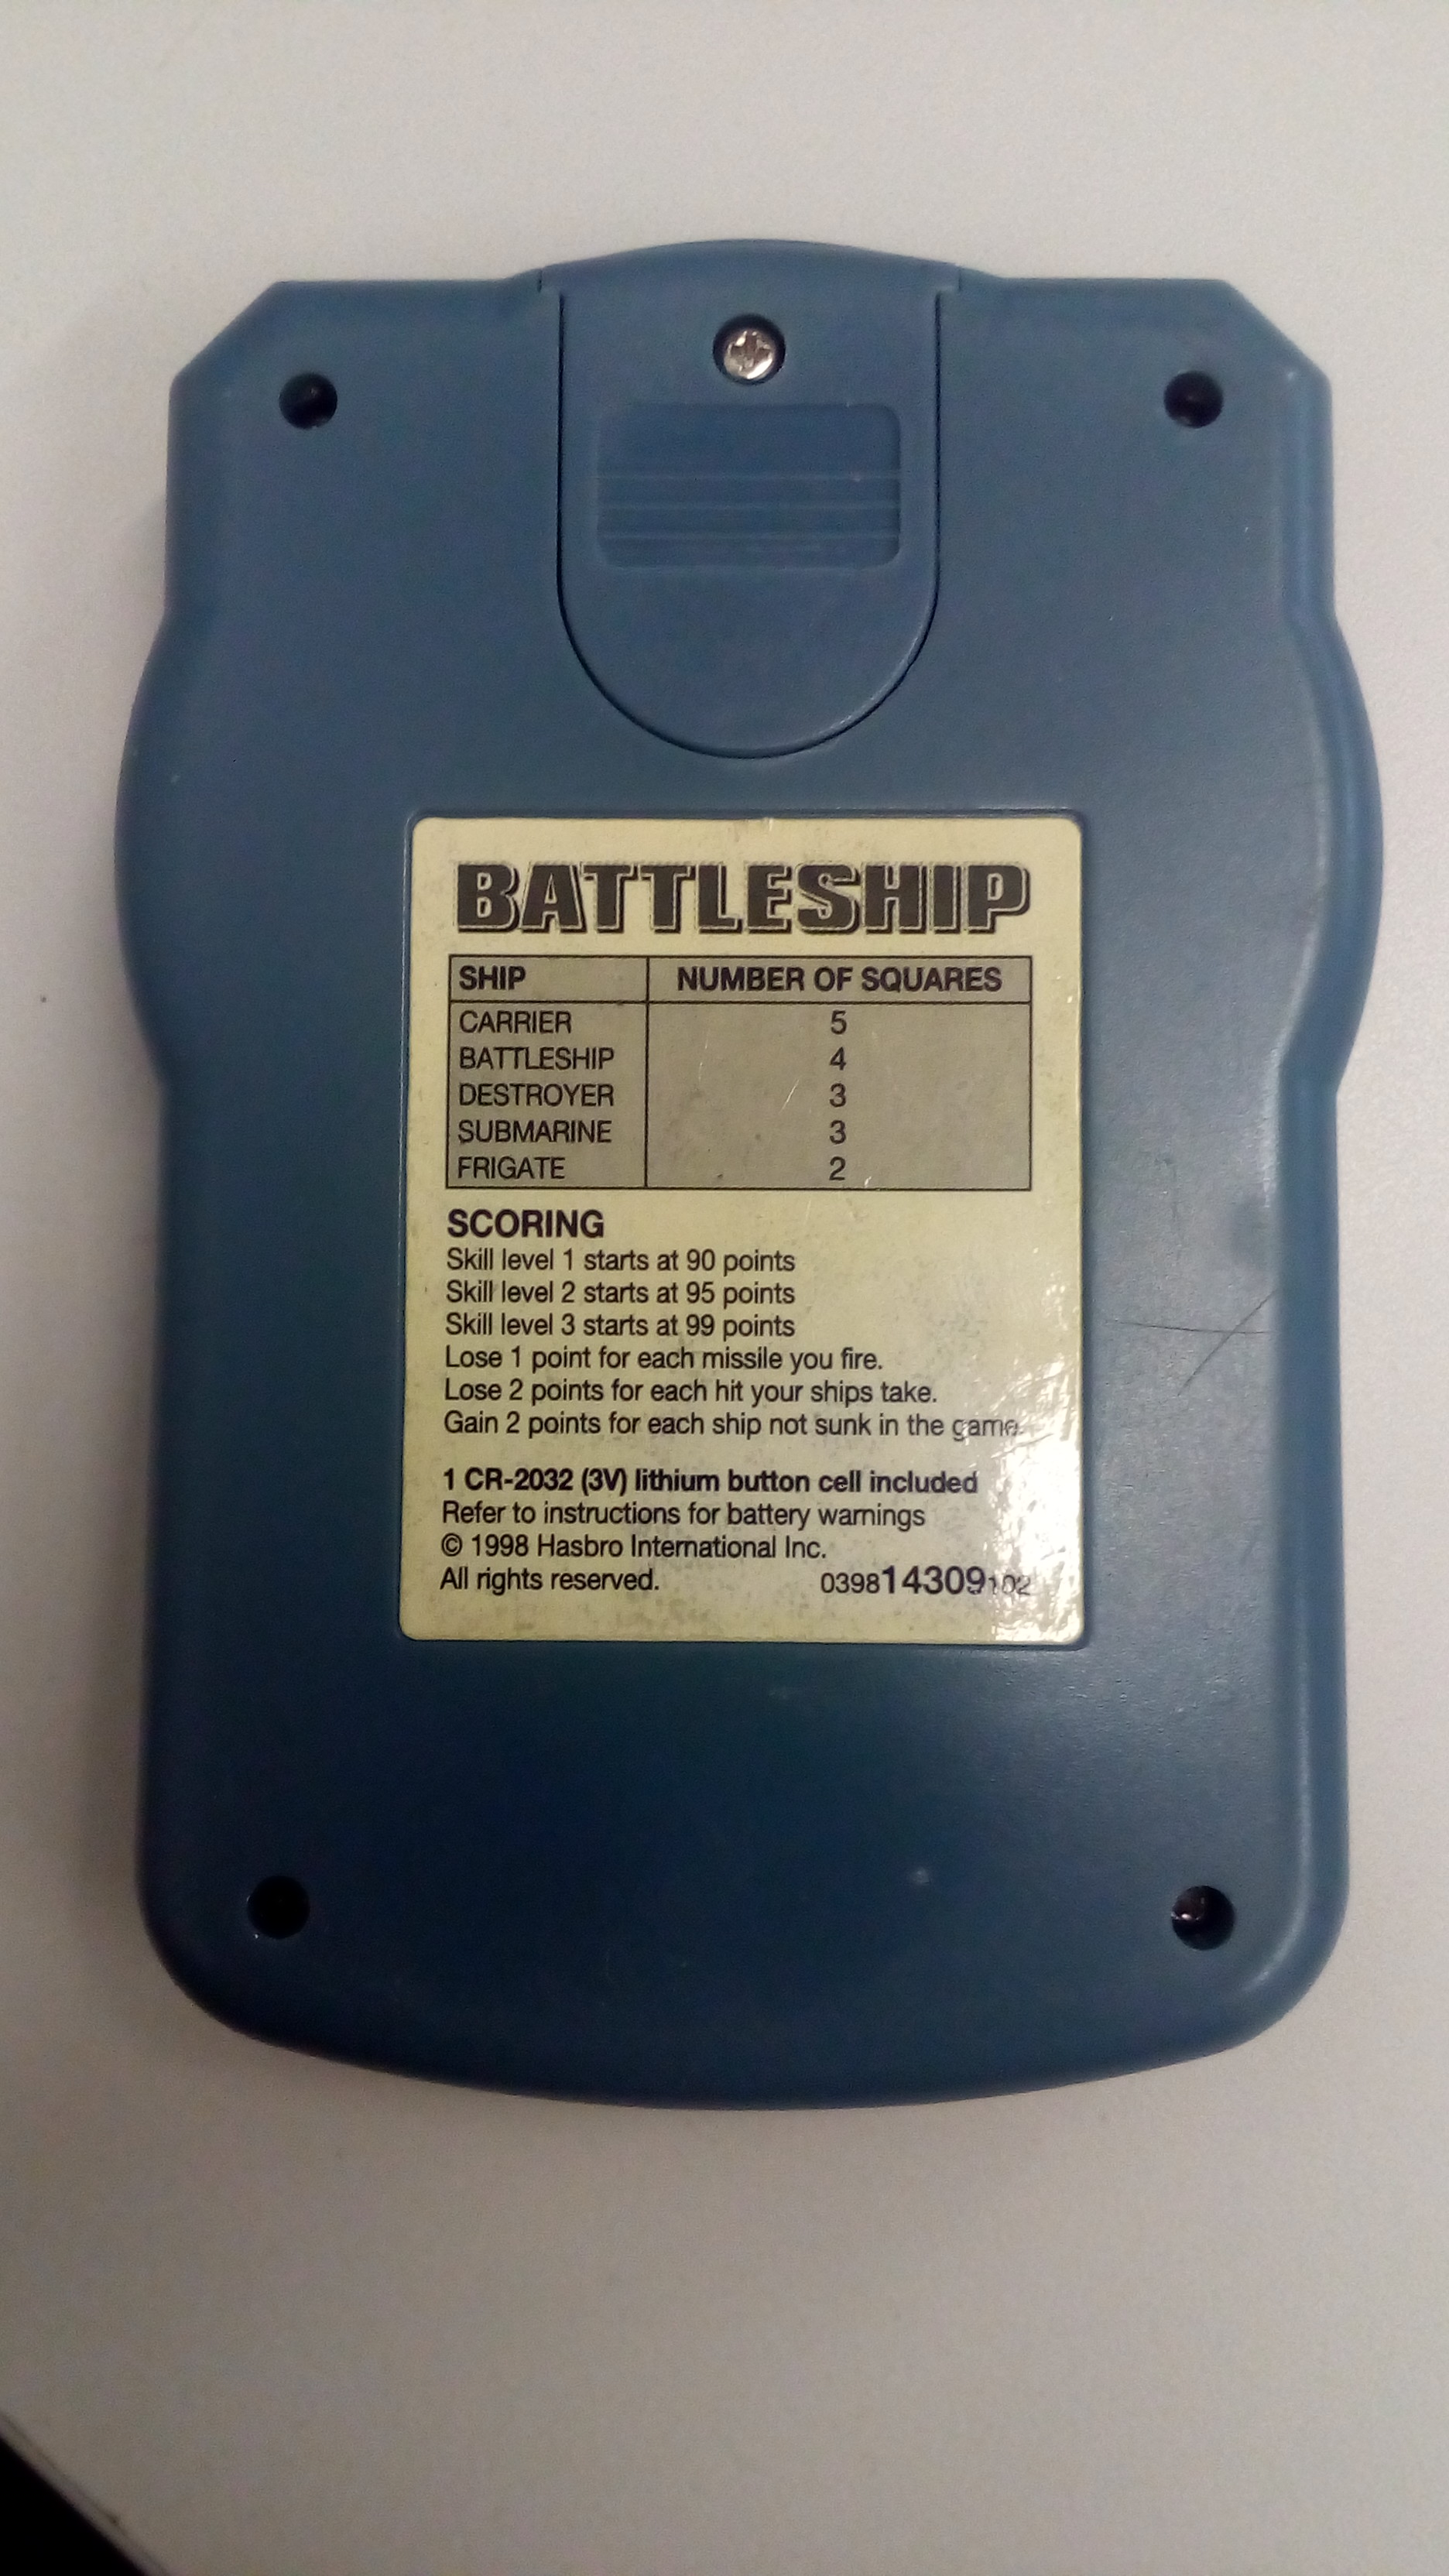 BATTLESHIP
SHIP NUMBER OF SQUARES
CARRIER 5
BATTLESHIP 4
DESTROYER 3
SUBMARINE 3
FRIGATE 2
SCORING
Skill level 1 starts at 90 points
Skill level 2 starts at 95 points
Skill level 3 starts at 99 points
Lose 1 point for each missile you fire.
Lose 2 points for each hit your ships take.
Gain 2 points for each ship not sunk in the game.
1 CR-2032 (3V) lithium button cell included
Refer to instructions for battery warnings
© 1998 Hasbro International Inc.
All rights reserved. 039814309102